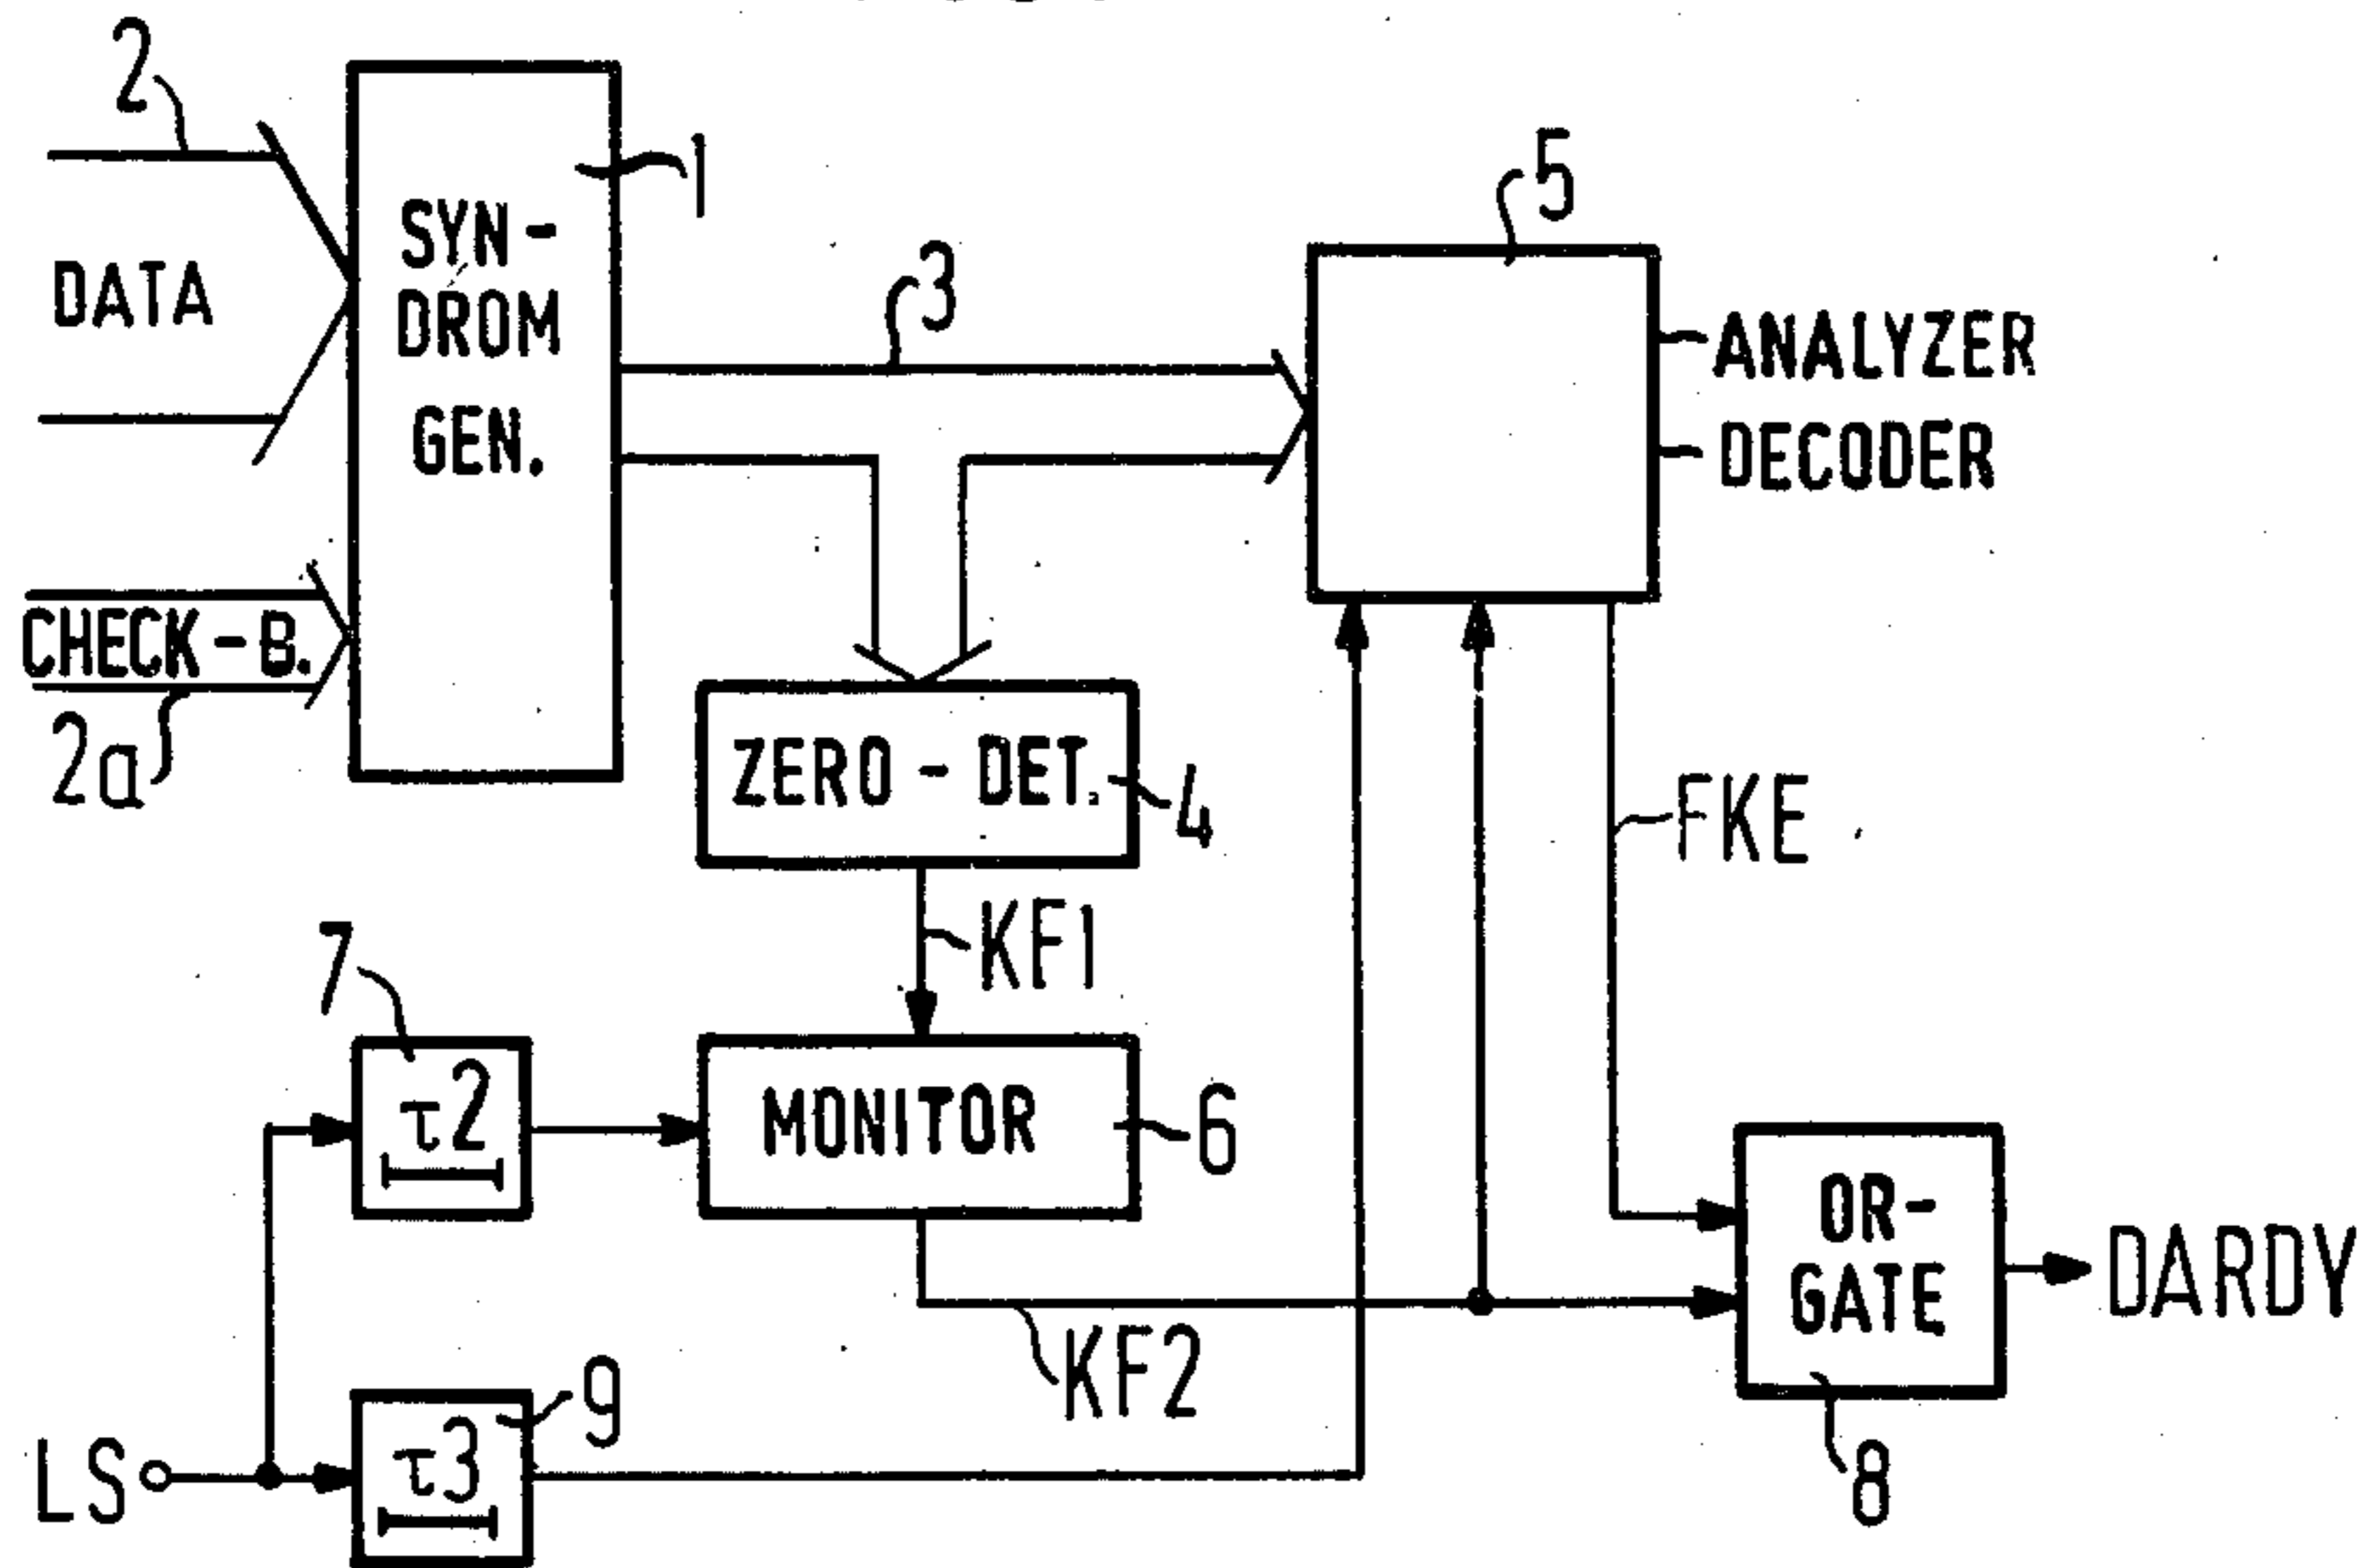 2
DATA
SYN-
DROM
GEN.
1
CHECK-B.
2a
3
5
ANALYZER
DECODER
ZERO-DET.
4
KF1
FKE
7
τ2
MONITOR
6
OR-
GATE
DARDY
KF2
8
LS
τ3
9